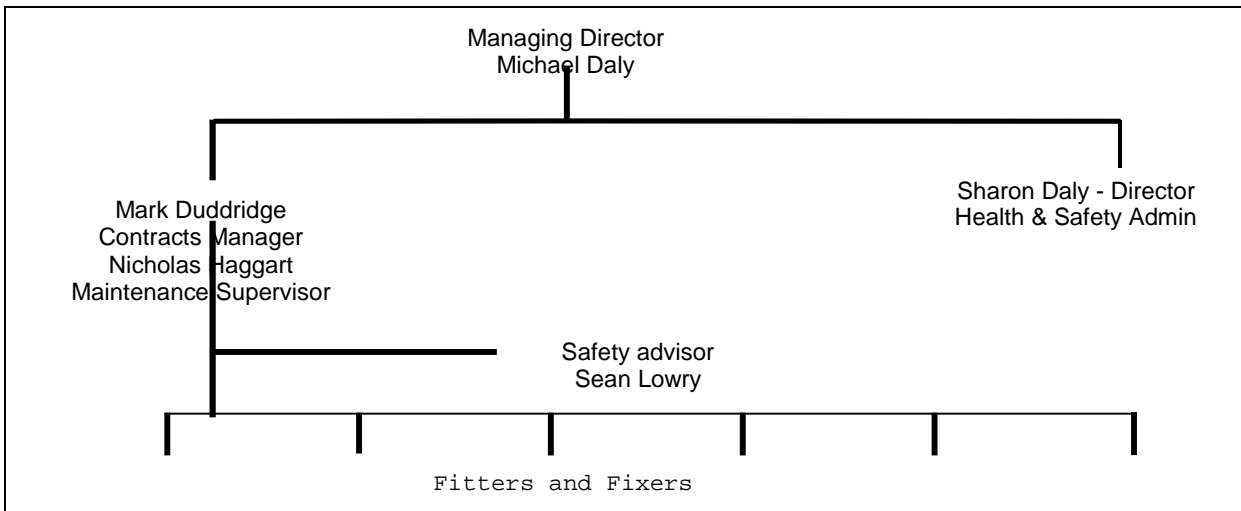 Managing Director
Michael Daly
Mark Duddridge
Contracts Manager
Nicholas Haggart
Maintenance Supervisor
Sharon Daly - Director
Health & Safety Admin
Safety advisor
Sean Lowry
Fitters and Fixers